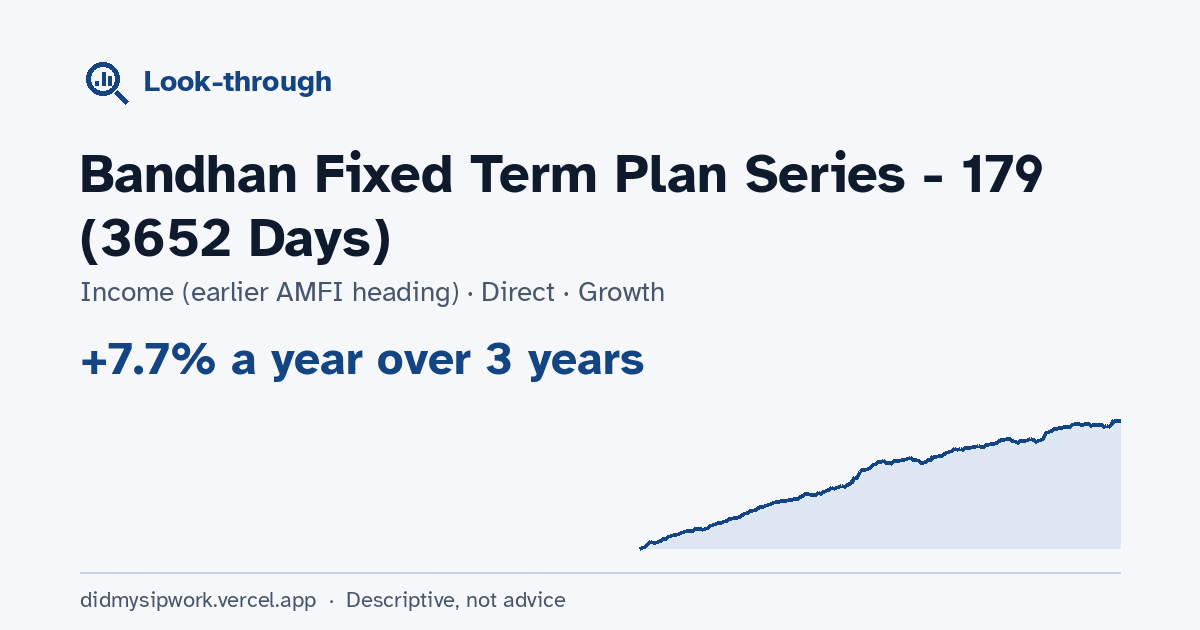 Look-through
Bandhan Fixed Term Plan Series - 179
(3652 Days)
Income (earlier AMFI heading) · Direct · Growth
+7.7% a year over 3 years
didmysipwork.vercel.app · Descriptive, not advice